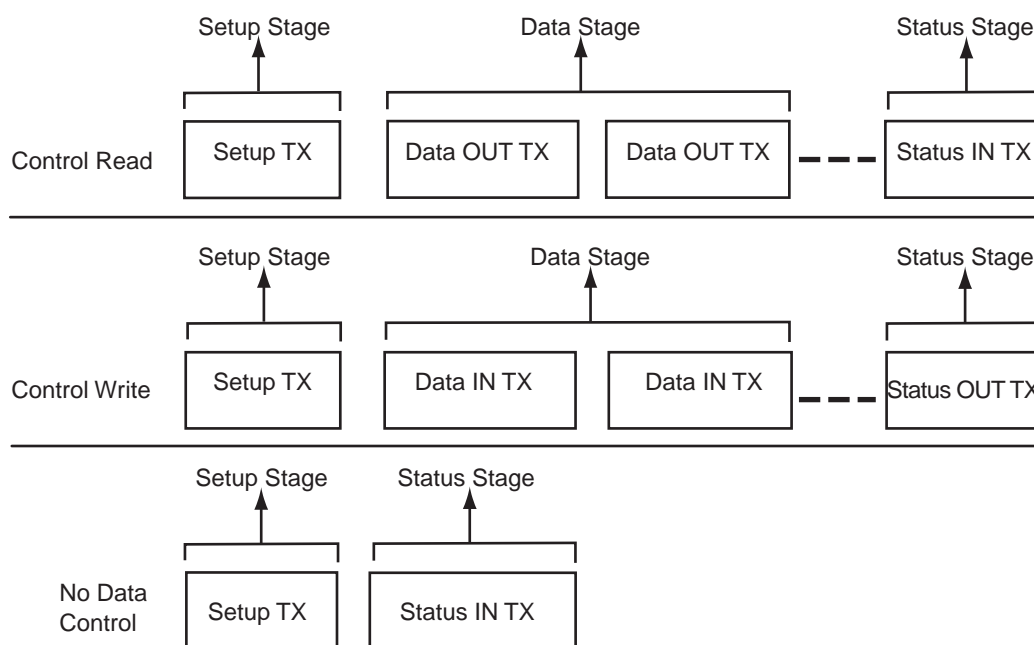 Setup Stage Data Stage Status Stage
Control Read Setup TX Data OUT TX Data OUT TX Status IN TX
Setup Stage Data Stage Status Stage
Control Write Setup TX Data IN TX Data IN TX Status OUT TX
Setup Stage Status Stage
No Data
Control
Setup TX Status IN TX